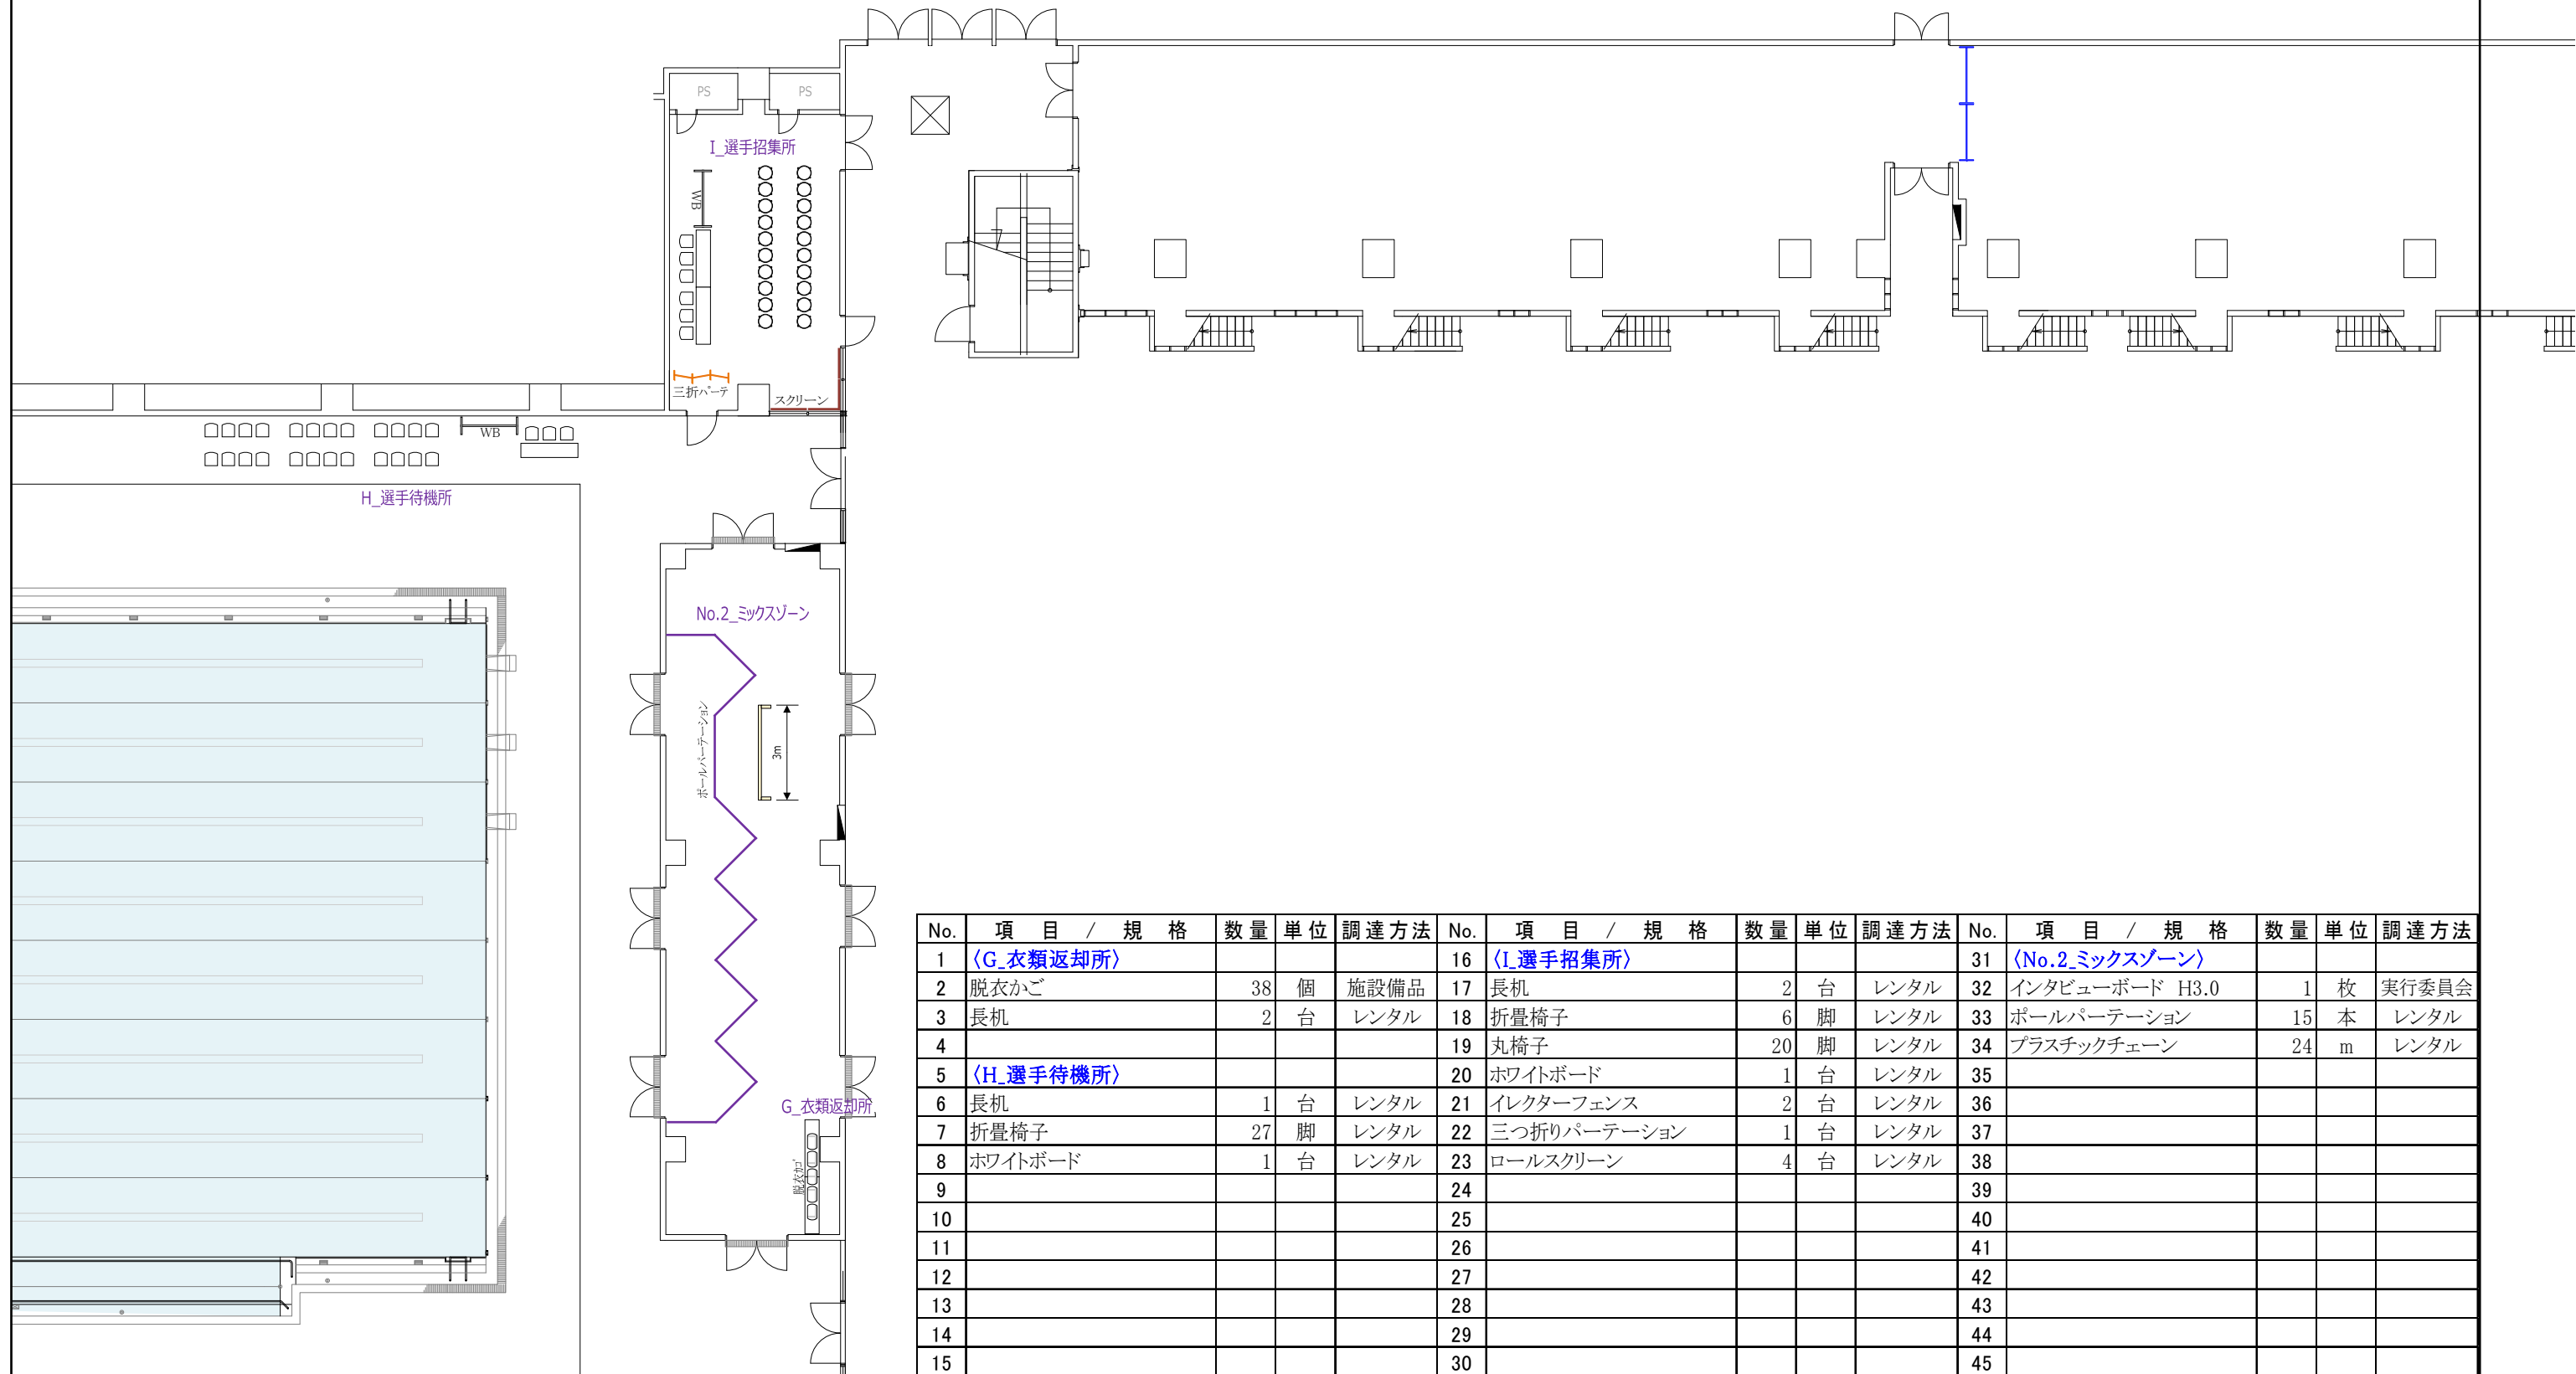 PS
PS
I_選手招集所
WB
三折パーテ
スクリーン
WB
H_選手待機所
No.2_ミックスゾーン
ポールパーテーション
3m
G_衣類返却所
脱衣カゴ
No. 項 目 / 規 格 数量 単位 調達方法 No. 項 目 / 規 格 数量 単位 調達方法 No. 項 目 / 規 格 数量 単位 調達方法
1 〈G_衣類返却所〉 16 〈I_選手招集所〉 31 〈No.2_ミックスゾーン〉
2 脱衣かご 38 個 施設備品 17 長机 2 台 レンタル 32 インタビューボード H3.0 1 枚 実行委員会
3 長机 2 台 レンタル 18 折畳椅子 6 脚 レンタル 33 ポールパーテーション 15 本 レンタル
4 19 丸椅子 20 脚 レンタル 34 プラスチックチェーン 24 m レンタル
5 〈H_選手待機所〉 20 ホワイトボード 1 台 レンタル 35
6 長机 1 台 レンタル 21 イレクターフェンス 2 台 レンタル 36
7 折畳椅子 27 脚 レンタル 22 三つ折りパーテーション 1 台 レンタル 37
8 ホワイトボード 1 台 レンタル 23 ロールスクリーン 4 台 レンタル 38
9 24 39
10 25 40
11 26 41
12 27 42
13 28 43
14 29 44
15 30 45